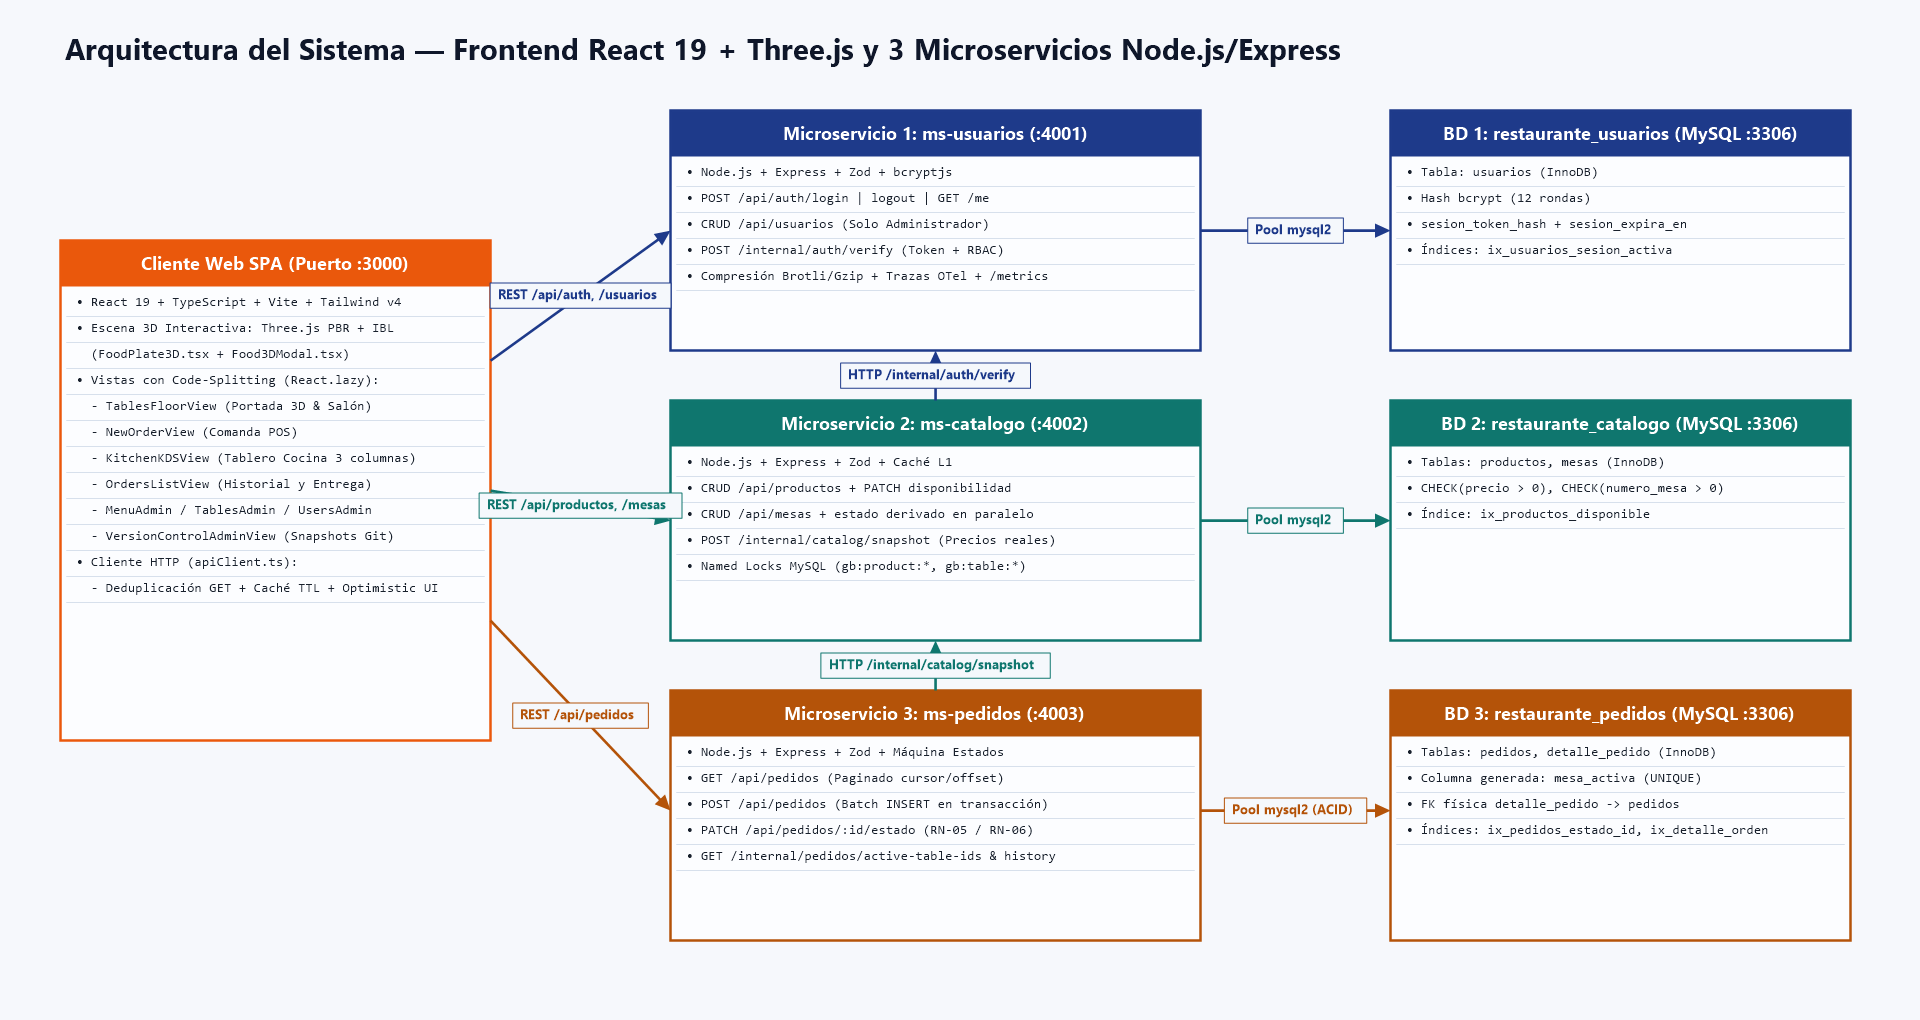 Arquitectura del Sistema — Frontend React 19 + Three.js y 3 Microservicios Node.js/Express
Cliente Web SPA (Puerto :3000)
• React 19 + TypeScript + Vite + Tailwind v4
• Escena 3D Interactiva: Three.js PBR + IBL
(FoodPlate3D.tsx + Food3DModal.tsx)
• Vistas con Code-Splitting (React.lazy):
- TablesFloorView (Portada 3D & Salón)
- NewOrderView (Comanda POS)
- KitchenKDSView (Tablero Cocina 3 columnas)
- OrdersListView (Historial y Entrega)
- MenuAdmin / TablesAdmin / UsersAdmin
- VersionControlAdminView (Snapshots Git)
• Cliente HTTP (apiClient.ts):
- Deduplicación GET + Caché TTL + Optimistic UI
REST /api/auth, /usuarios
REST /api/productos, /mesas
REST /api/pedidos
Microservicio 1: ms-usuarios (:4001)
• Node.js + Express + Zod + bcryptjs
• POST /api/auth/login | logout | GET /me
• CRUD /api/usuarios (Solo Administrador)
• POST /internal/auth/verify (Token + RBAC)
• Compresión Brotli/Gzip + Trazas OTel + /metrics
Pool mysql2
BD 1: restaurante_usuarios (MySQL :3306)
• Tabla: usuarios (InnoDB)
• Hash bcrypt (12 rondas)
• sesion_token_hash + sesion_expira_en
• Índices: ix_usuarios_sesion_activa
HTTP /internal/auth/verify
Microservicio 2: ms-catalogo (:4002)
• Node.js + Express + Zod + Caché L1
• CRUD /api/productos + PATCH disponibilidad
• CRUD /api/mesas + estado derivado en paralelo
• POST /internal/catalog/snapshot (Precios reales)
• Named Locks MySQL (gb:product:*, gb:table:*)
Pool mysql2
BD 2: restaurante_catalogo (MySQL :3306)
• Tablas: productos, mesas (InnoDB)
• CHECK(precio > 0), CHECK(numero_mesa > 0)
• Índice: ix_productos_disponible
HTTP /internal/catalog/snapshot
Microservicio 3: ms-pedidos (:4003)
• Node.js + Express + Zod + Máquina Estados
• GET /api/pedidos (Paginado cursor/offset)
• POST /api/pedidos (Batch INSERT en transacción)
• PATCH /api/pedidos/:id/estado (RN-05 / RN-06)
• GET /internal/pedidos/active-table-ids & history
Pool mysql2 (ACID)
BD 3: restaurante_pedidos (MySQL :3306)
• Tablas: pedidos, detalle_pedido (InnoDB)
• Columna generada: mesa_activa (UNIQUE)
• FK física detalle_pedido -> pedidos
• Índices: ix_pedidos_estado_id, ix_detalle_orden